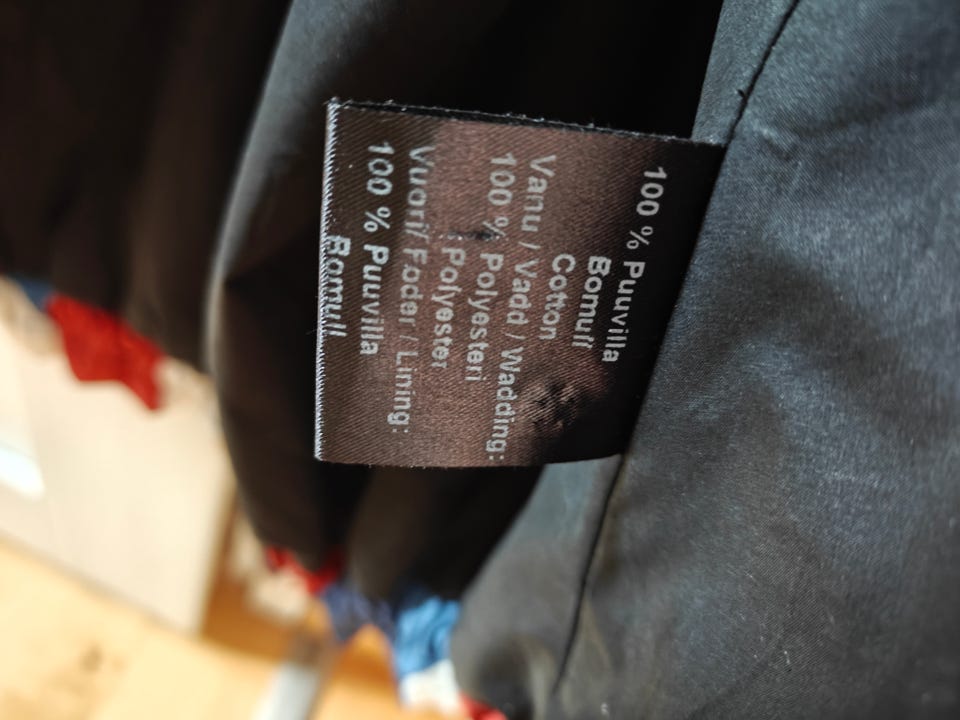 100 % Puuvilla
Bomull
Cotton
Vanu / Vadd / Wadding:
100 % Polyesteri
Polyester
Vuori/ Foder / Lining:
100 % Puuvilla
Bomull